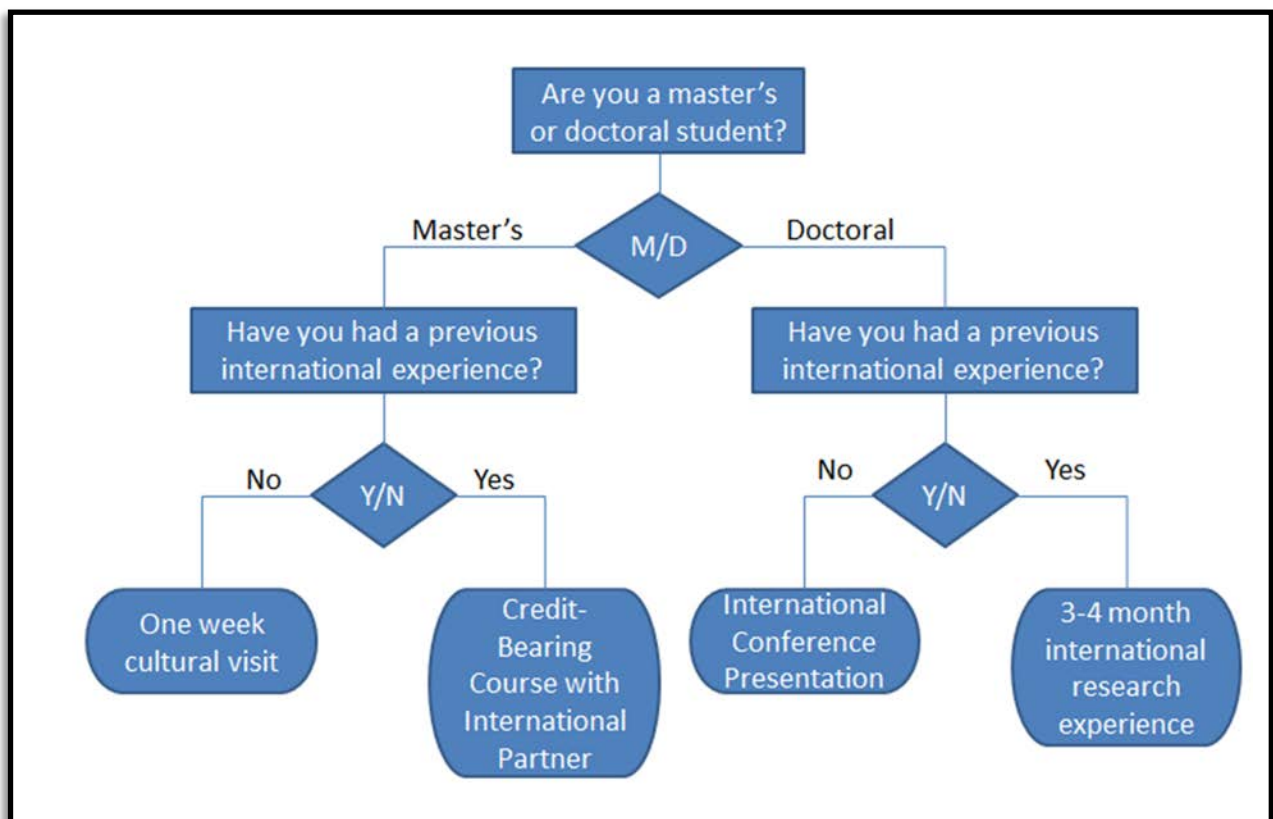 Are you a master's
or doctoral student?
Master's
M/D
Doctoral
Have you had a previous
international experience?
Have you had a previous
international experience?
No
Y/N
Yes
No
Y/N
Yes
One week
cultural visit
Credit-
Bearing
Course with
International
Partner
International
Conference
Presentation
3-4 month
international
research
experience